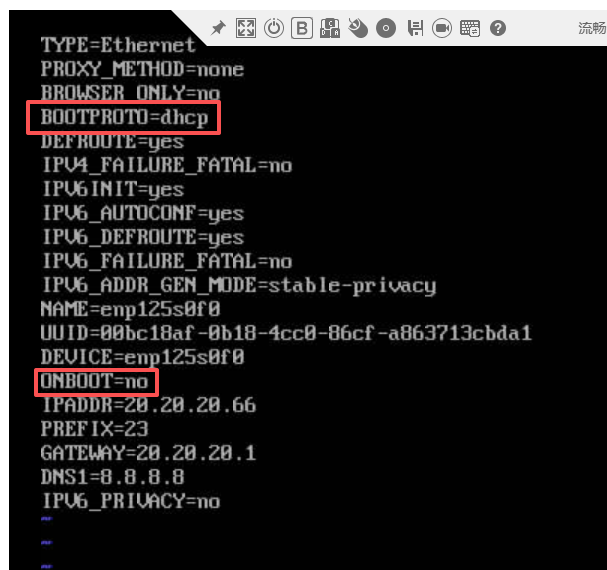 流畅
TYPE=Ethernet
PROXY_METHOD=none
BROWSER_ONLY=no
BOOTPROTO=dhcp
DEFROUTE=yes
IPV4_FAILURE_FATAL=no
IPV6INIT=yes
IPV6_AUTOCONF=yes
IPV6_DEFROUTE=yes
IPV6_FAILURE_FATAL=no
IPV6_ADDR_GEN_MODE=stable-privacy
NAME=enp125s0f0
UUID=00bc18af-0b18-4cc0-86cf-a863713cbda1
DEVICE=enp125s0f0
ONBOOT=no
IPADDR=20.20.20.66
PREFIX=23
GATEWAY=20.20.20.1
DNS1=8.8.8.8
IPV6_PRIVACY=no
~
~
~